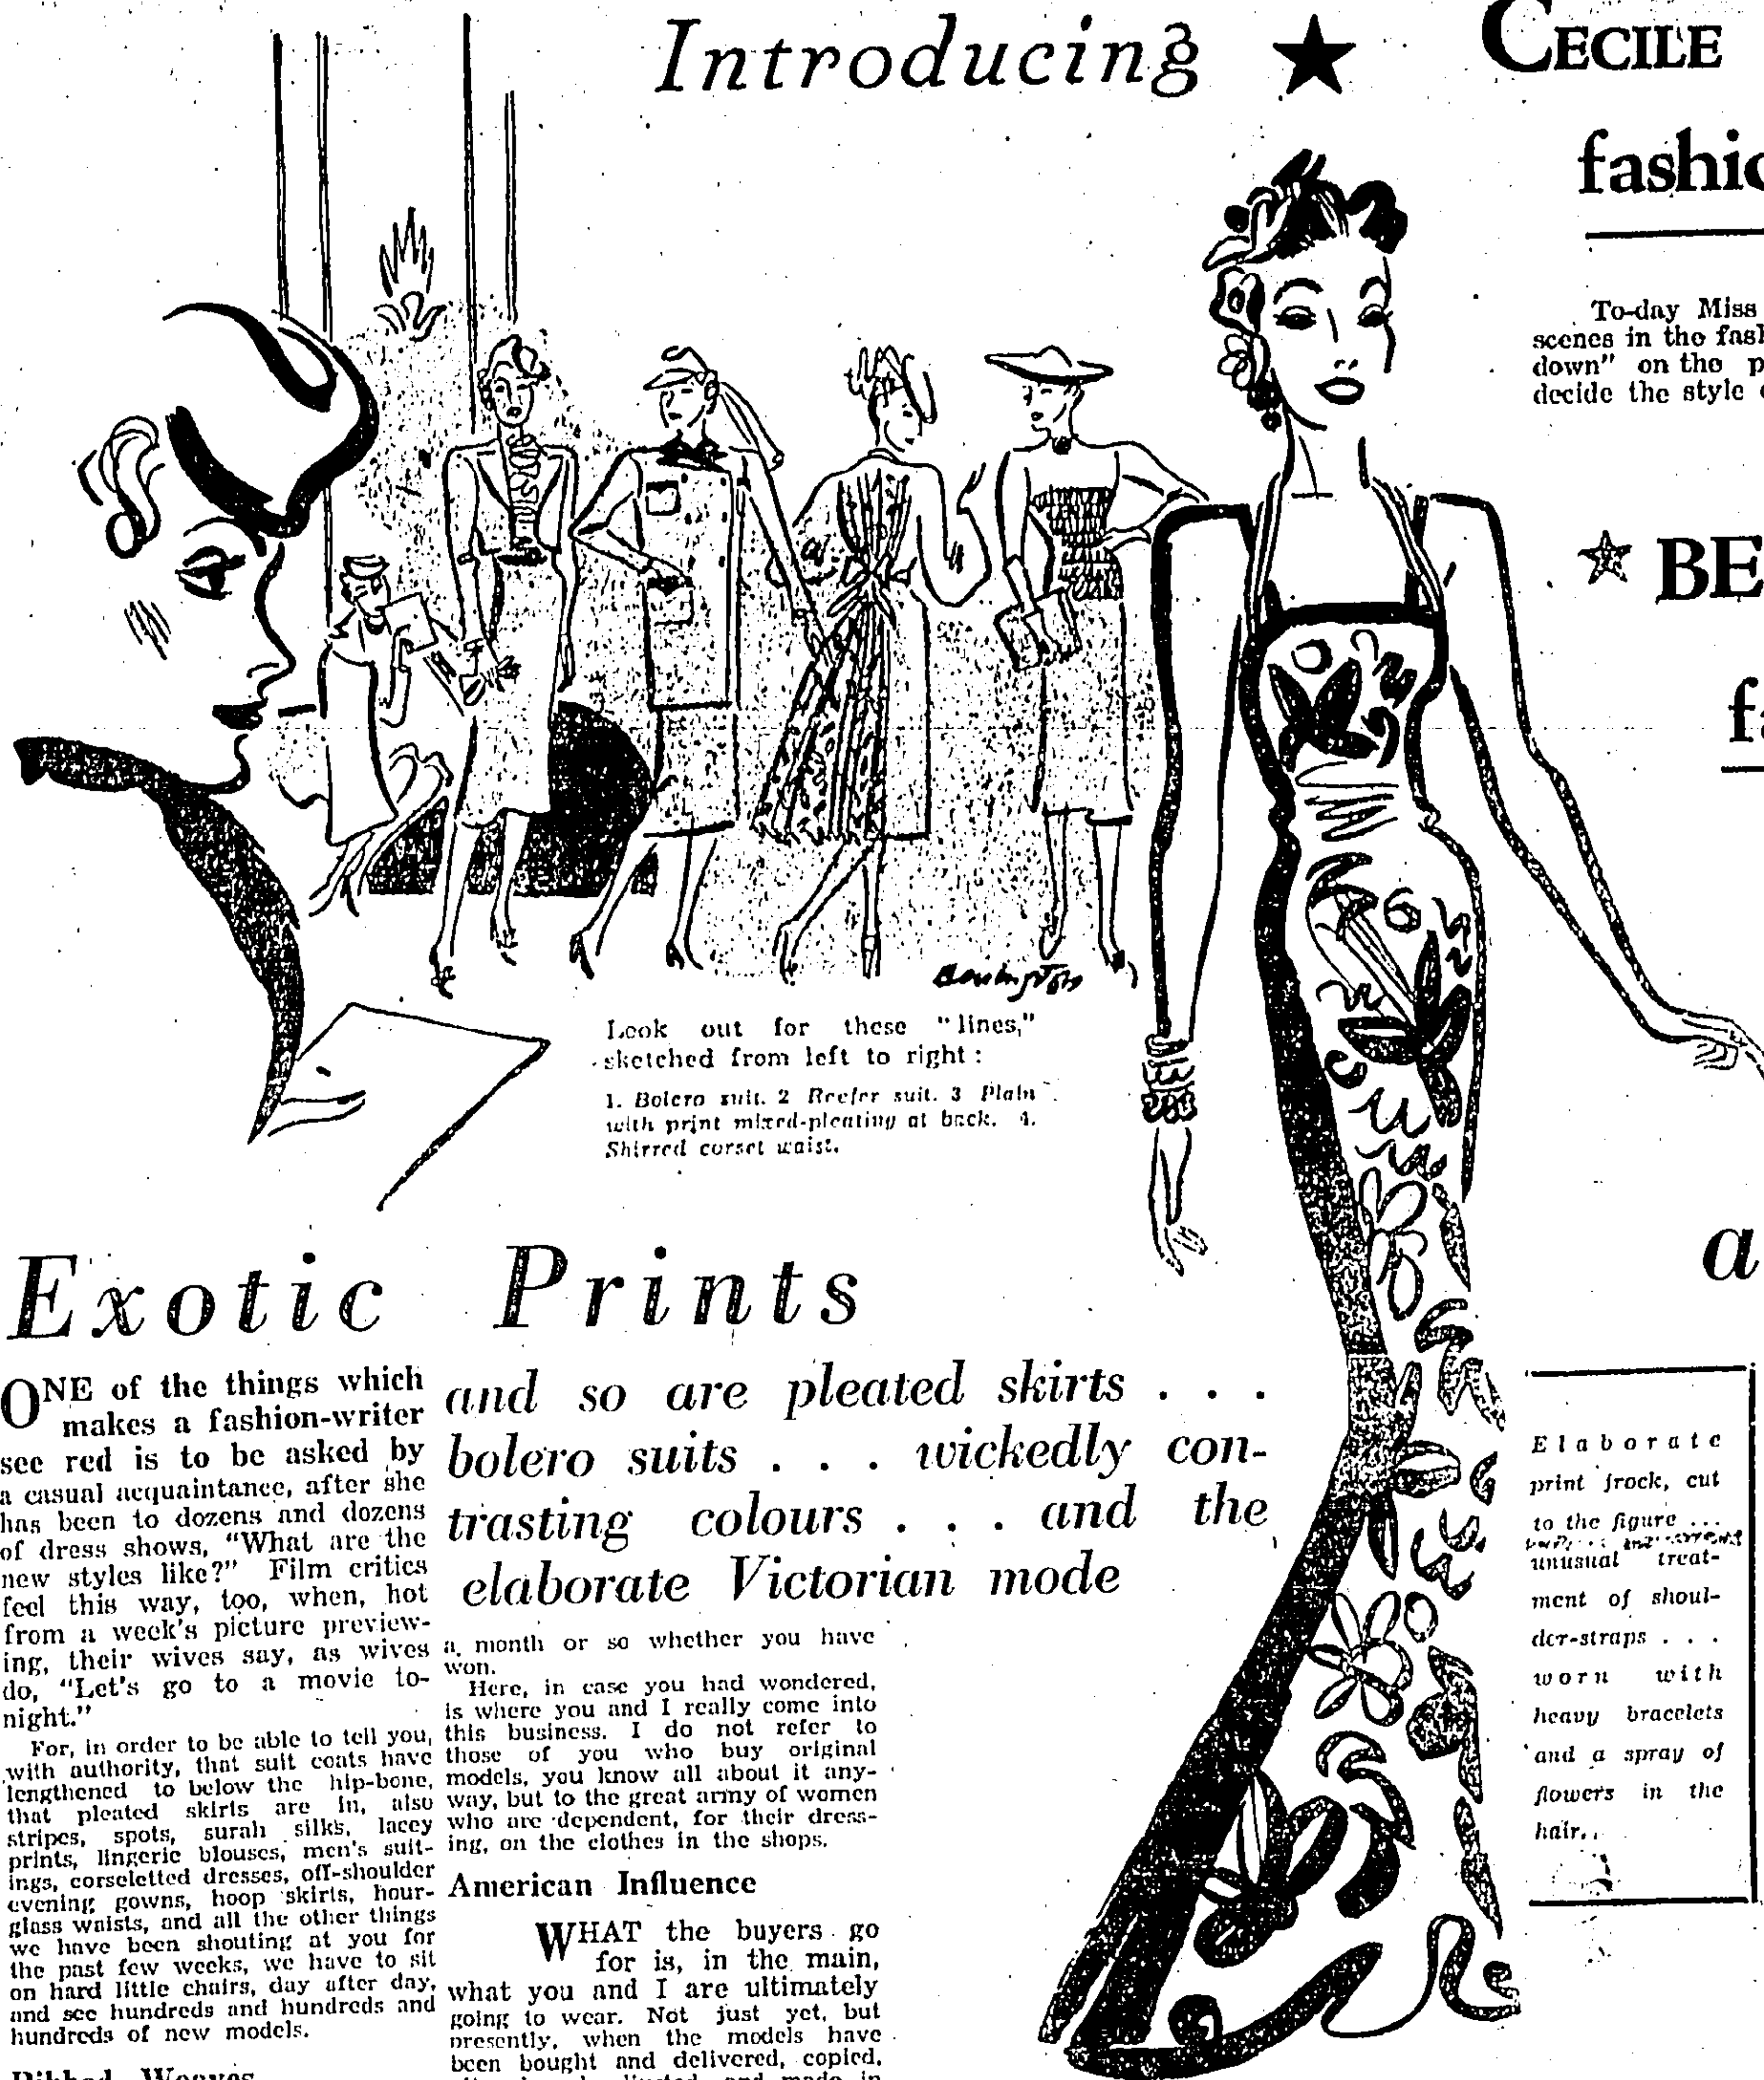 Introducing ★ CECILE
fashio
To-day Miss
scenes in the fash
down" on the p
decide the style
☆ BE
fa
Look out for these "lines,"
sketched from left to right:
1. Bolero suit. 2 Reefer suit. 3 Plain
with print mixed-pleating at back. 4.
Shirred corset waist.
a
Exotic Prints
and so are pleated skirts . . .
bolero suits . . . wickedly con-
trasting colours . . . and the
elaborate Victorian mode
ONE of the things which
makes a fashion-writer
see red is to be asked by
a casual acquaintance, after she
has been to dozens and dozens
of dress shows, "What are the
new styles like?" Film critics
feel this way, too, when, hot
from a week's picture preview-
ing, their wives say, as wives
do, "Let's go to a movie to-
night."
For, in order to be able to tell you,
with authority, that suit coats have
lengthened to below the hip-bone,
that pleated skirts are in, also
stripes, spots, surah silks, lacey
prints, lingerie blouses, men's suit-
ings, corseletted dresses, off-shoulder
evening gowns, hoop skirts, hour-
glass waists, and all the other things
we have been shouting at you for
the past few weeks, we have to sit
on hard little chairs, day after day,
and see hundreds and hundreds and
hundreds of new models.
Ribbed Weaves
a month or so whether you have
won.
Here, in case you had wondered,
is where you and I really come into
this business. I do not refer to
those of you who buy original
models, you know all about it any-
way, but to the great army of women
who are dependent, for their dress-
ing, on the clothes in the shops.
American Influence
WHAT the buyers go
for is, in the main,
what you and I are ultimately
going to wear. Not just yet, but
presently, when the models have
been bought and delivered, copied,
and made in
Elaborate
print frock, cut
to the figure ...
unusual treat-
ment of shoul-
der-straps . . .
worn with
heavy bracelets
and a spray of
flowers in the
hair.